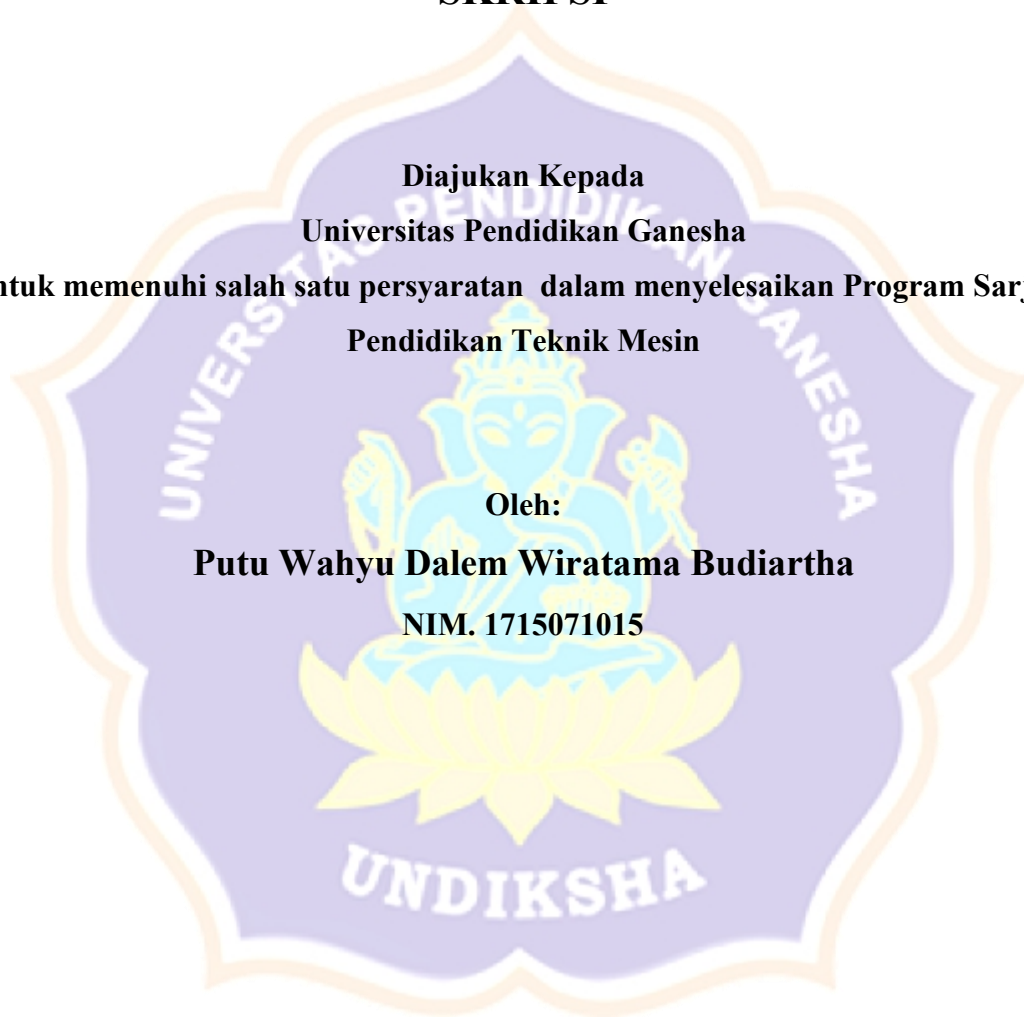 SKRIPSI
Diajukan Kepada
Universitas Pendidikan Ganesha
ntuk memenuhi salah satu persyaratan dalam menyelesaikan Program Sarj
Pendidikan Teknik Mesin
Oleh:
Putu Wahyu Dalem Wiratama Budiartha
NIM. 1715071015
UNIVERSITAS PENDIDIKAN GANESHA
UNDIKSHA